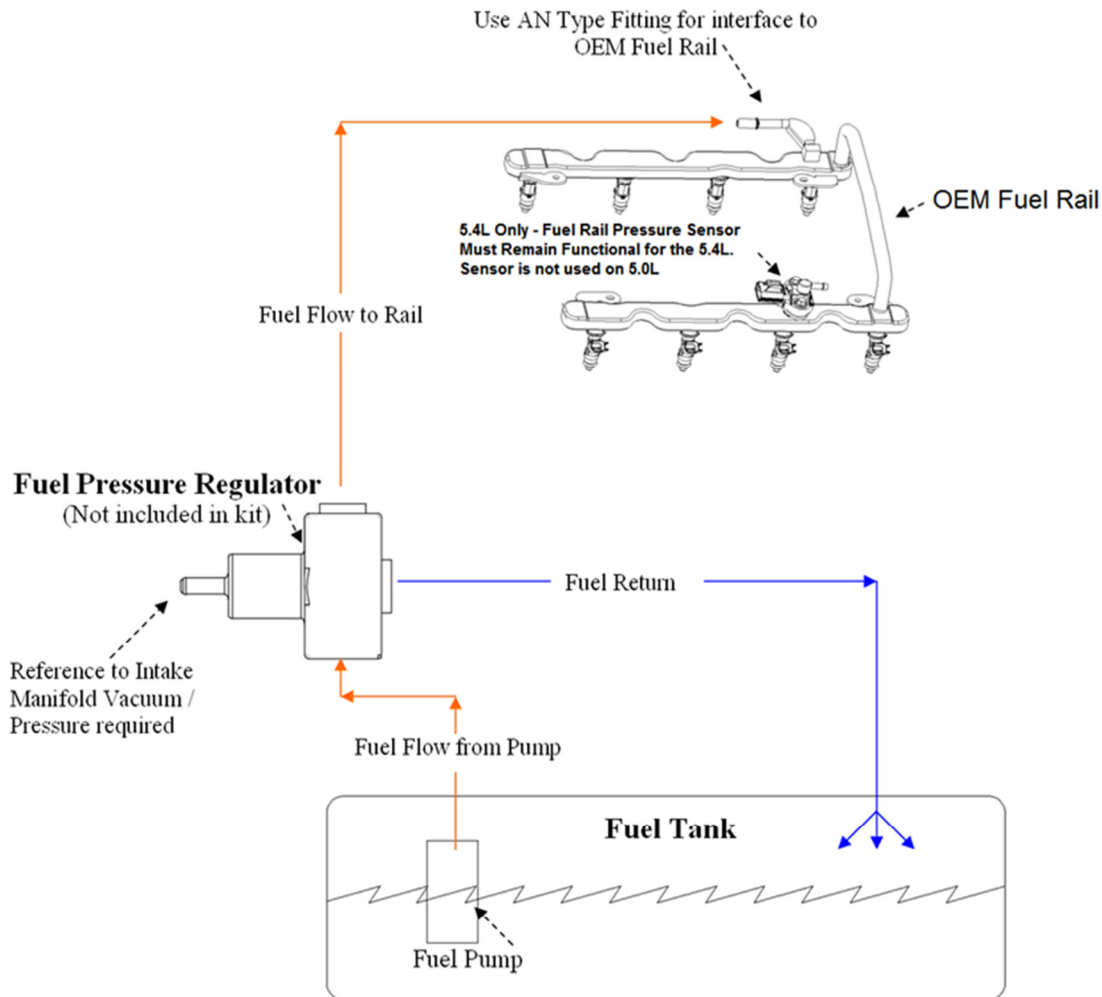 Use AN Type Fitting for interface to
OEM Fuel Rail
OEM Fuel Rail
5.4L Only - Fuel Rail Pressure Sensor
Must Remain Functional for the 5.4L.
Sensor is not used on 5.0L
Fuel Flow to Rail
Fuel Pressure Regulator
(Not included in kit)
Fuel Return
Reference to Intake
Manifold Vacuum /
Pressure required
Fuel Flow from Pump
Fuel Tank
Fuel Pump